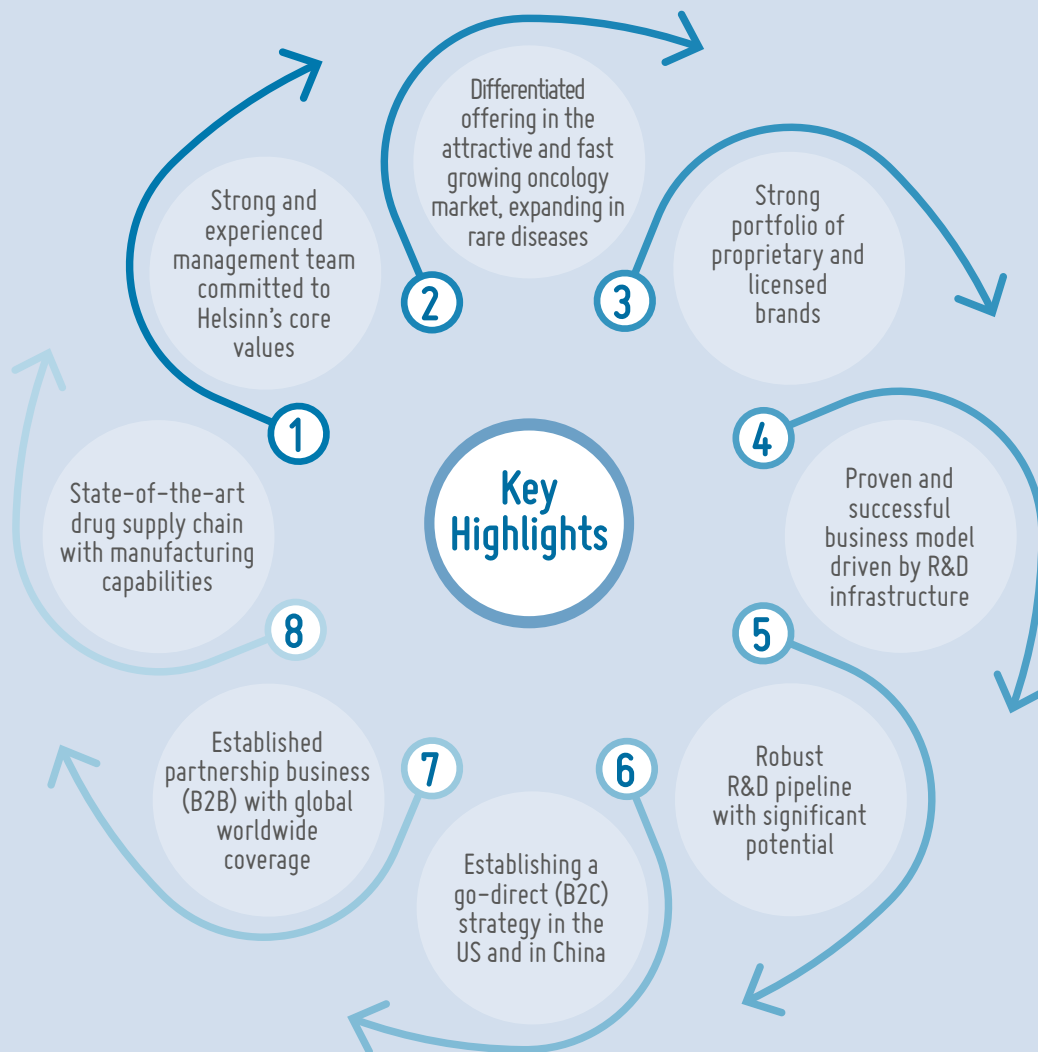 Key
Highlights
1
Strong and
experienced
management team
committed to
Helsinn’s core
values
2
Differentiated
offering in the
attractive and fast
growing oncology
market, expanding in
rare diseases
3
Strong
portfolio of
proprietary and
licensed
brands
4
Proven and
successful
business model
driven by R&D
infrastructure
5
Robust
R&D pipeline
with significant
potential
6
Establishing a
go-direct (B2C)
strategy in the
US and in China
7
Established
partnership business
(B2B) with global
worldwide
coverage
8
State-of-the-art
drug supply chain
with manufacturing
capabilities